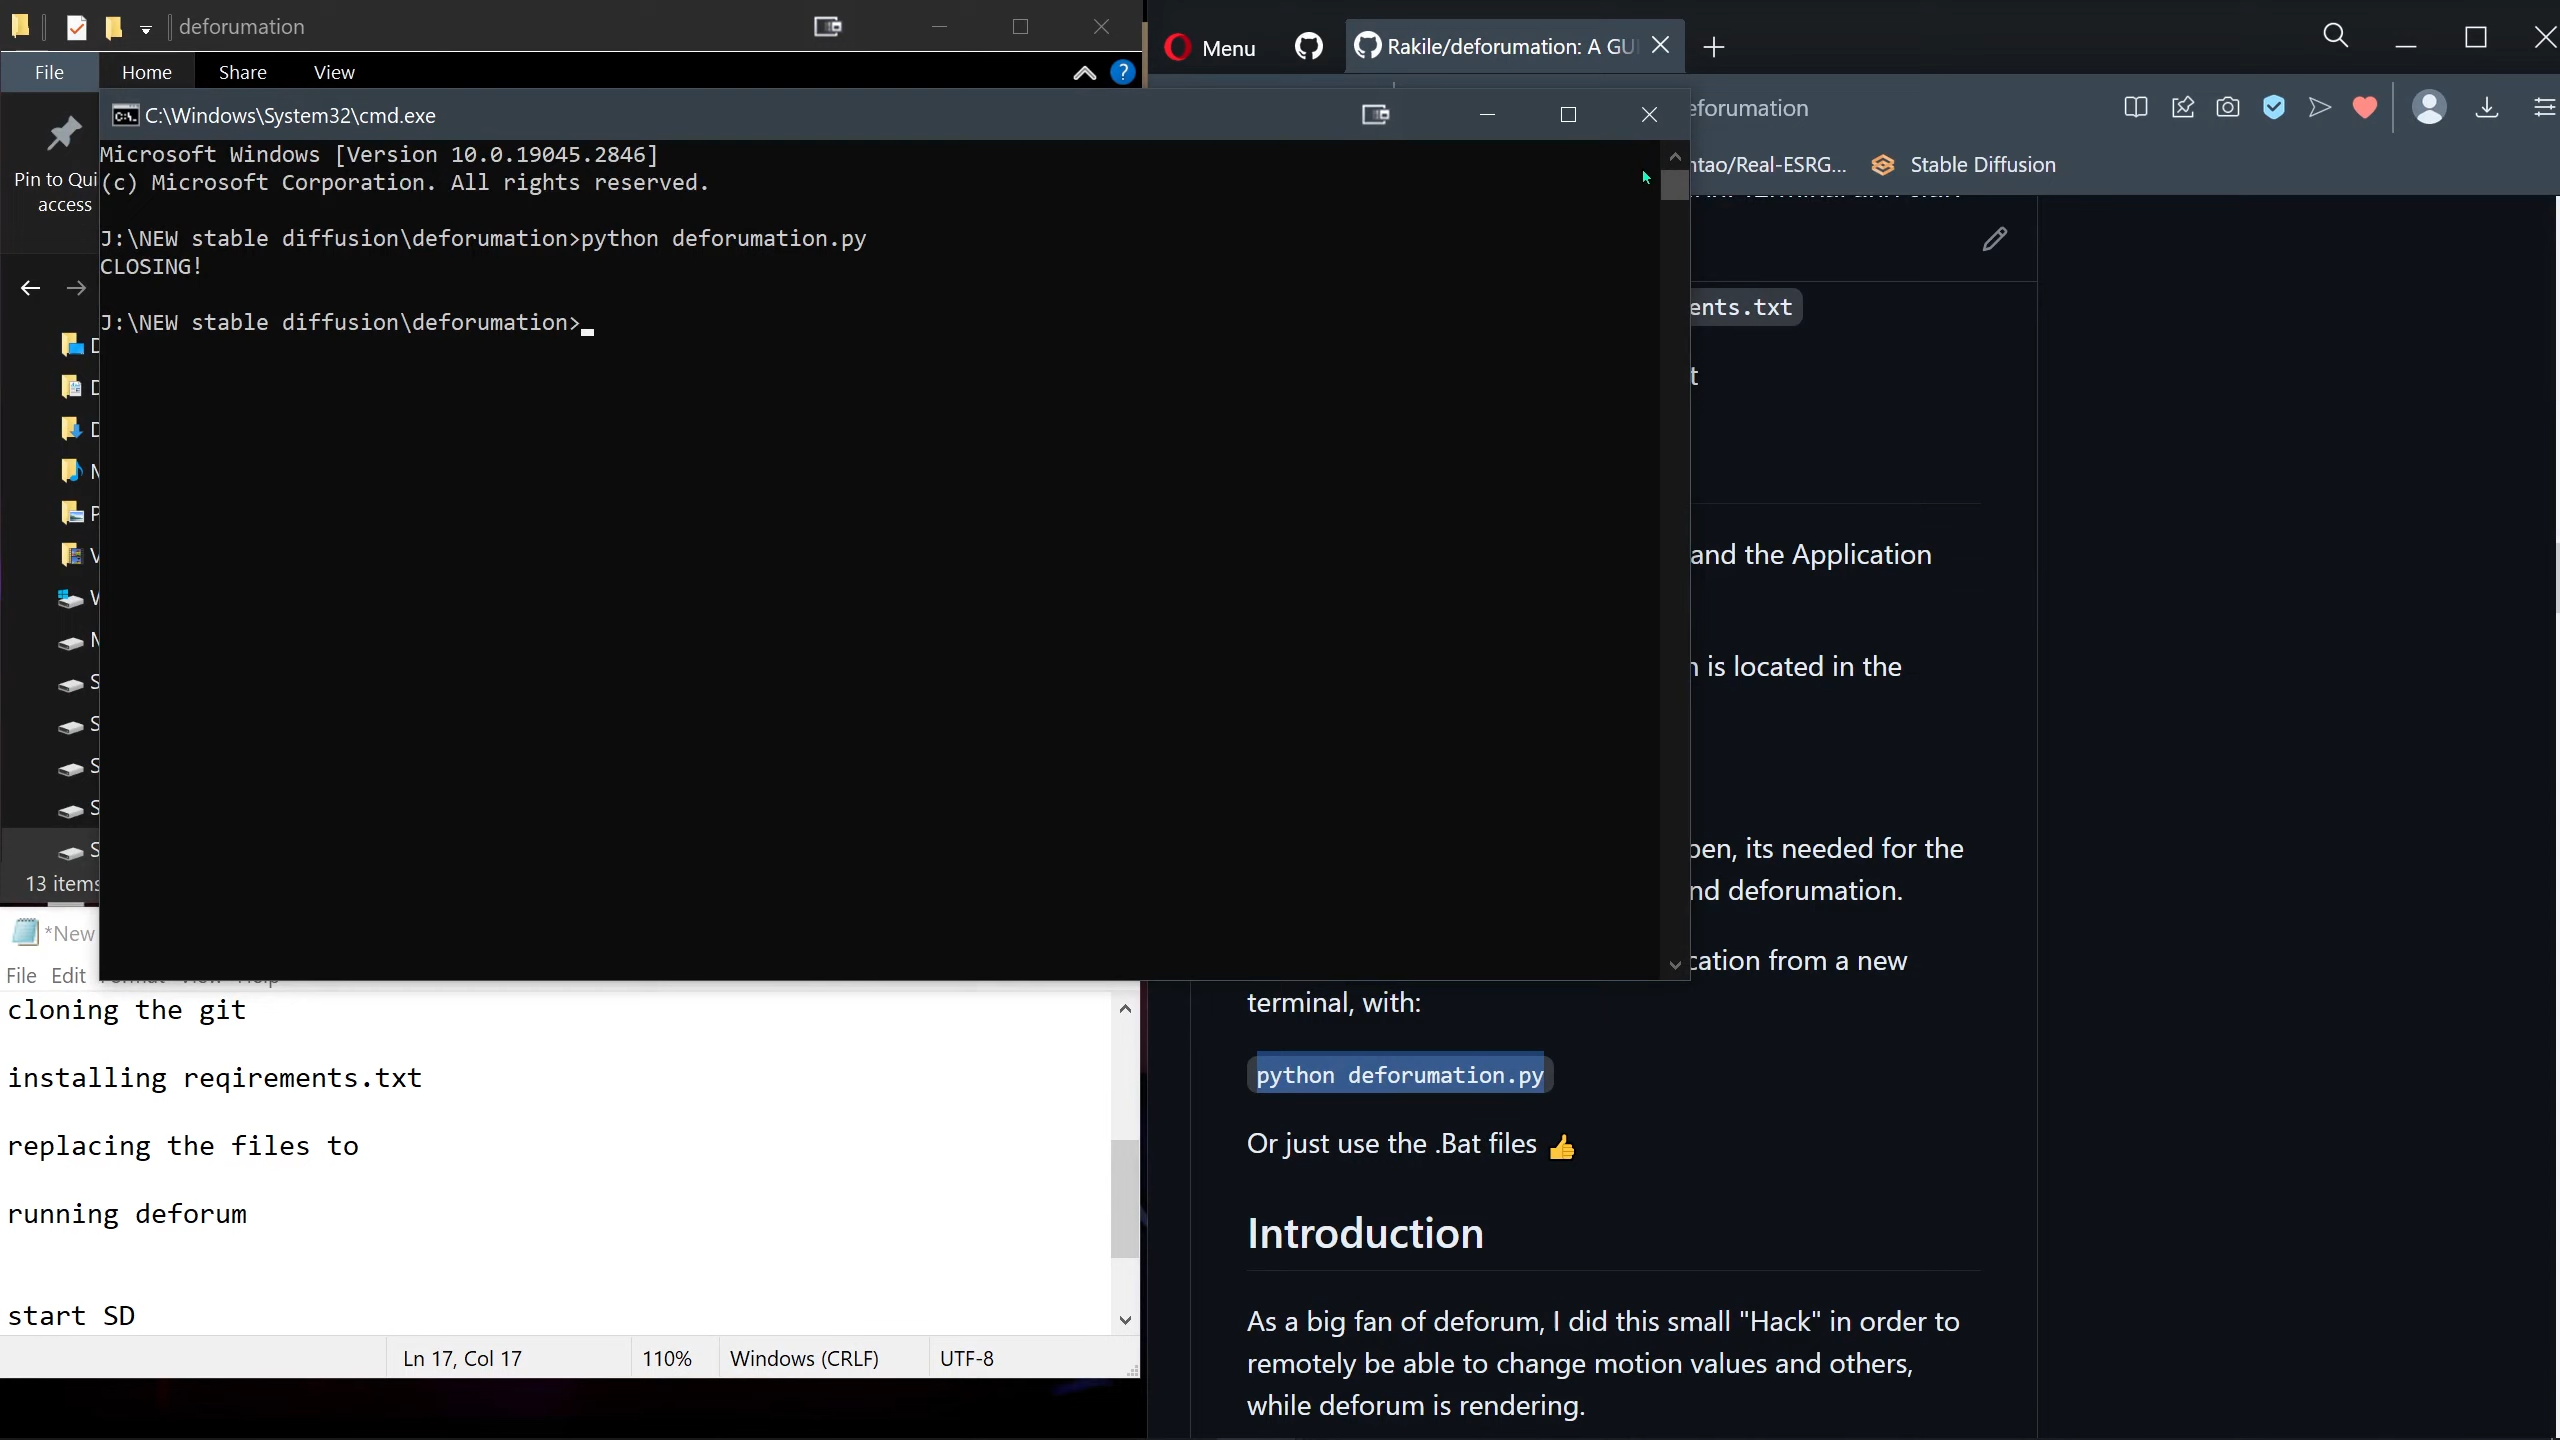 deforumation
File Home Share View
Pin to Qui
access
C:\Windows\System32\cmd.exe
Microsoft Windows [Version 10.0.19045.2846]
(c) Microsoft Corporation. All rights reserved.
J:\NEW stable diffusion\deforumation>python deforumation.py
CLOSING!
J:\NEW stable diffusion\deforumation>
13 items
*New
File Edit
cloning the git
installing reqirements.txt
replacing the files to
running deforum
start SD
Ln 17, Col 17 110% Windows (CRLF) UTF-8
Menu
Rakile/deforumation: A GU
eforumation
ntao/Real-ESRG... Stable Diffusion
ents.txt
t
and the Application
is located in the
pen, its needed for the
nd deforumation.
cation from a new
terminal, with:
python deforumation.py
Or just use the .Bat files 👍
Introduction
As a big fan of deforum, I did this small "Hack" in order to
remotely be able to change motion values and others,
while deforum is rendering.